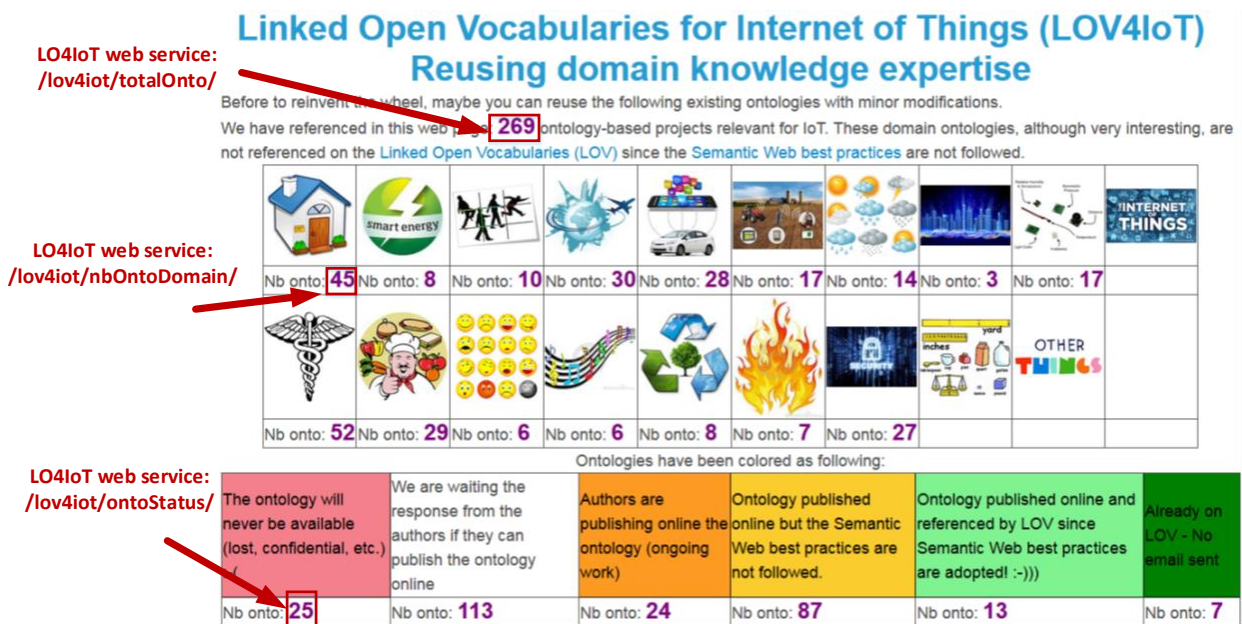 Linked Open Vocabularies for Internet of Things (LOV4IoT)
Reusing domain knowledge expertise
LO4IoT web service:
/lov4iot/totalOnto/
Before to reinvent the wheel, maybe you can reuse the following existing ontologies with minor modifications.
We have referenced in this web page 269 ontology-based projects relevant for IoT. These domain ontologies, although very interesting, are
not referenced on the Linked Open Vocabularies (LOV) since the Semantic Web best practices are not followed.
smart energy
INTERNET
OF
THINGS
LO4IoT web service:
/lov4iot/nbOntoDomain/
Nb onto: 45 Nb onto: 8 Nb onto: 10 Nb onto: 30 Nb onto: 28 Nb onto: 17 Nb onto: 14 Nb onto: 3 Nb onto: 17
SECURITY
yard
inches
OTHER
THINGS
Nb onto: 52 Nb onto: 29 Nb onto: 6 Nb onto: 6 Nb onto: 8 Nb onto: 7 Nb onto: 27
Ontologies have been colored as following:
LO4IoT web service:
/lov4iot/ontoStatus/
The ontology will
never be available
(lost, confidential, etc.)
:-(
We are waiting the
response from the
authors if they can
publish the ontology
online
Authors are
publishing online the
ontology (ongoing
work)
Ontology published
online but the Semantic
Web best practices are
not followed.
Ontology published online and
referenced by LOV since
Semantic Web best practices
are adopted! :-)))
Already on
LOV - No
email sent
Nb onto: 25 Nb onto: 113 Nb onto: 24 Nb onto: 87 Nb onto: 13 Nb onto: 7